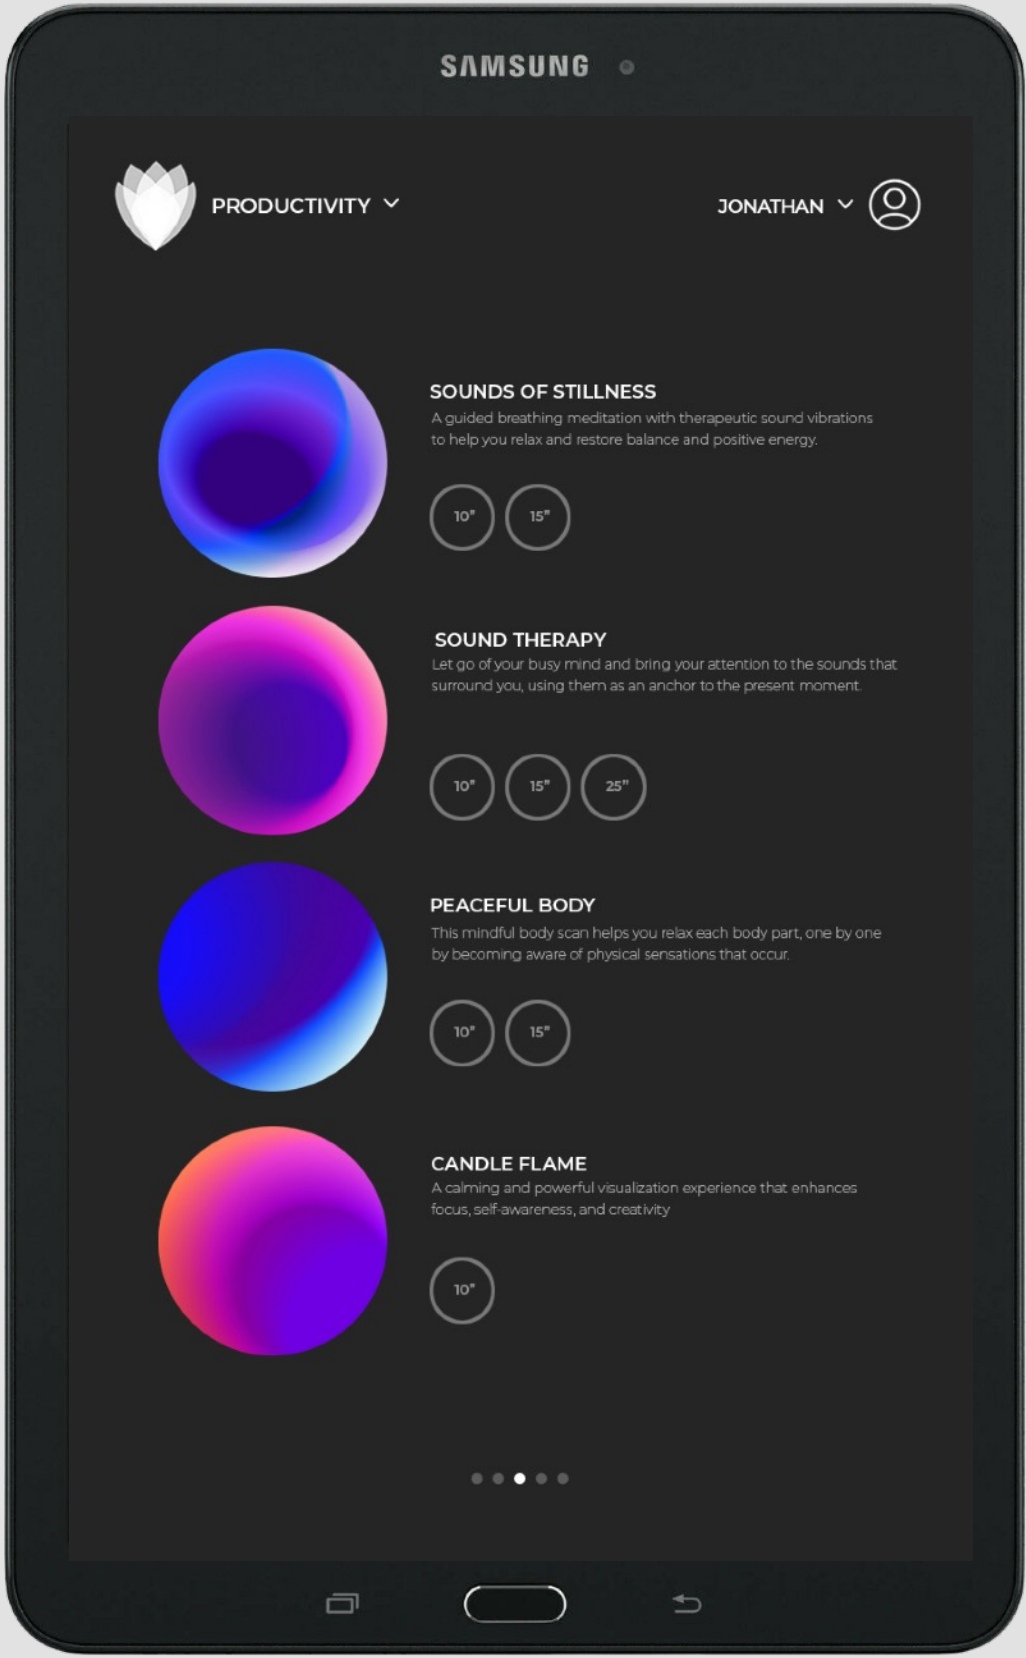 SAMSUNG
PRODUCTIVITY
JONATHAN
SOUNDS OF STILLNESS
A guided breathing meditation with therapeutic sound vibrations
to help you relax and restore balance and positive energy.
10" 15"
SOUND THERAPY
Let go of your busy mind and bring your attention to the sounds that
surround you, using them as an anchor to the present moment.
10" 15" 25"
PEACEFUL BODY
This mindful body scan helps you relax each body part, one by one
by becoming aware of physical sensations that occur.
10" 15"
CANDLE FLAME
A calming and powerful visualization experience that enhances
focus, self-awareness, and creativity
10"